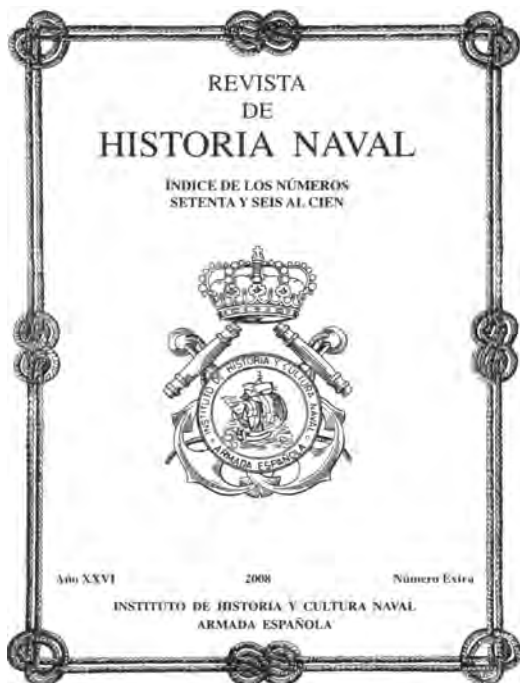 REVISTA
DE
HISTORIA NAVAL
ÍNDICE DE LOS NÚMEROS
SETENTA Y SEIS AL CIEN
INSTITUTO DE HISTORIA Y CULTURA NAVAL
ARMADA ESPAÑOLA
Año XXVI 2008 Número Extra
INSTITUTO DE HISTORIA Y CULTURA NAVAL
ARMADA ESPAÑOLA